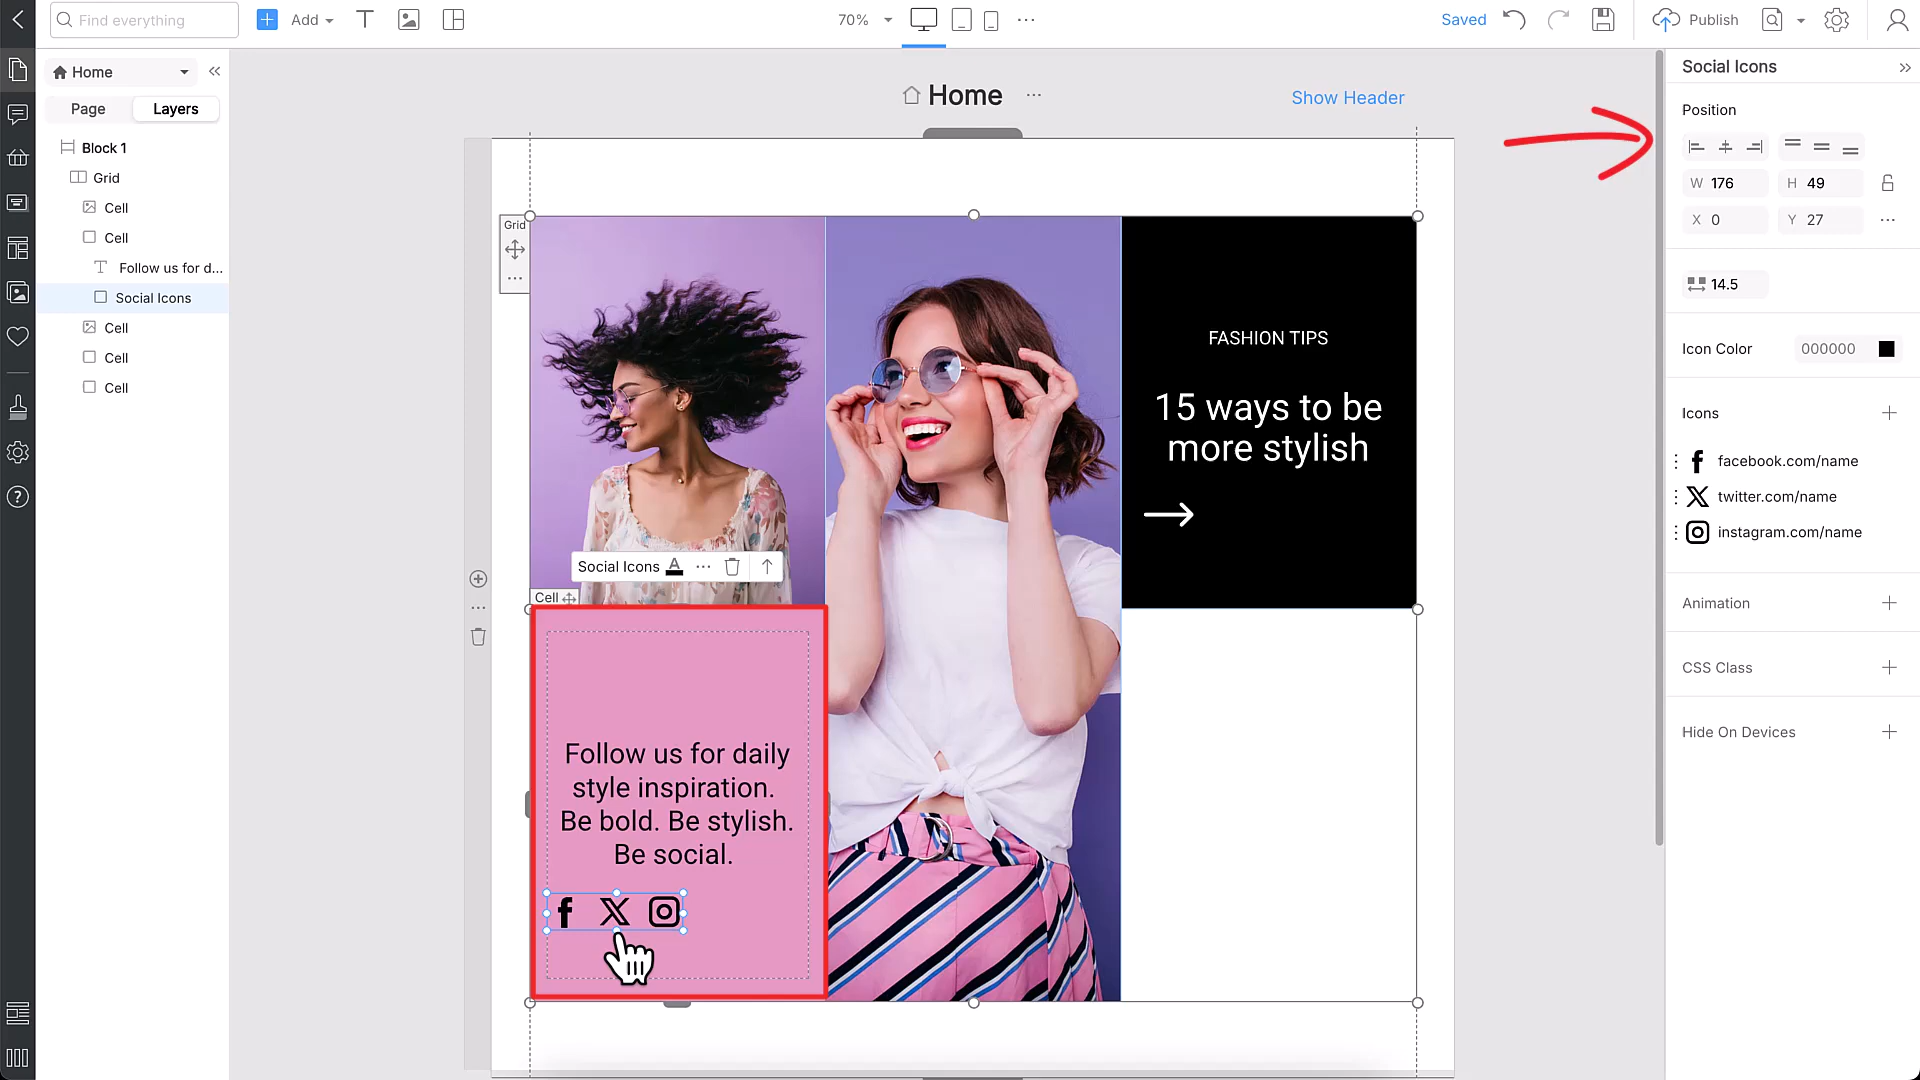 Find everything
Add
70%
Saved
Publish
Home
Page
Layers
Block 1
Grid
Cell
Cell
Follow us for d...
Social Icons
Cell
Cell
Cell
Home
Show Header
Grid
FASHION TIPS
15 ways to be
more stylish
Social Icons A
Cell
Follow us for daily
style inspiration.
Be bold. Be stylish.
Be social.
Social Icons
Position
W 176
H 49
X 0
Y 27
14.5
Icon Color
000000
Icons
facebook.com/name
twitter.com/name
instagram.com/name
Animation
CSS Class
Hide On Devices